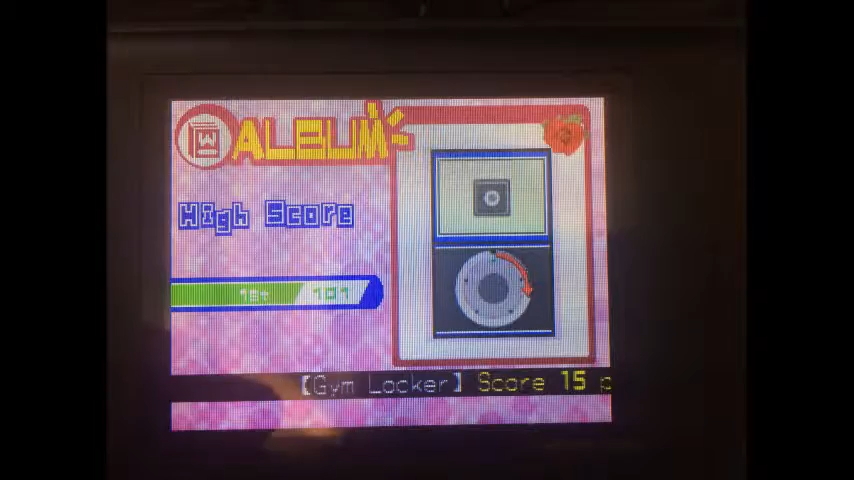 W
ALBUM
High Score
1st 101
【Gym Locker】 Score 15 p